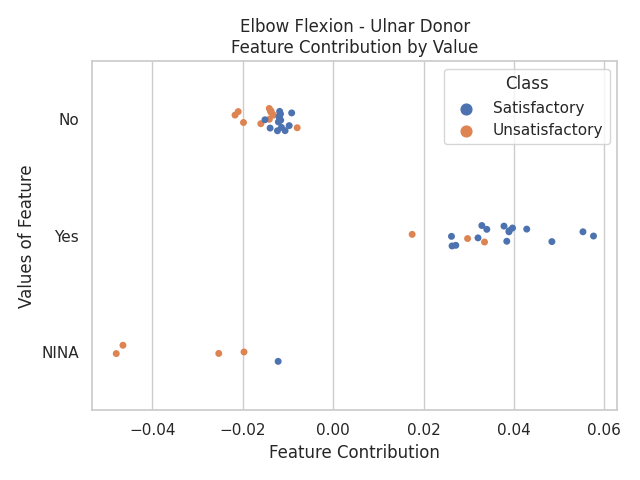 Elbow Flexion - Ulnar Donor
Feature Contribution by Value
Class
Satisfactory
Unsatisfactory
Values of Feature
No
Yes
NINA
−0.04
−0.02
0.00
0.02
0.04
0.06
Feature Contribution